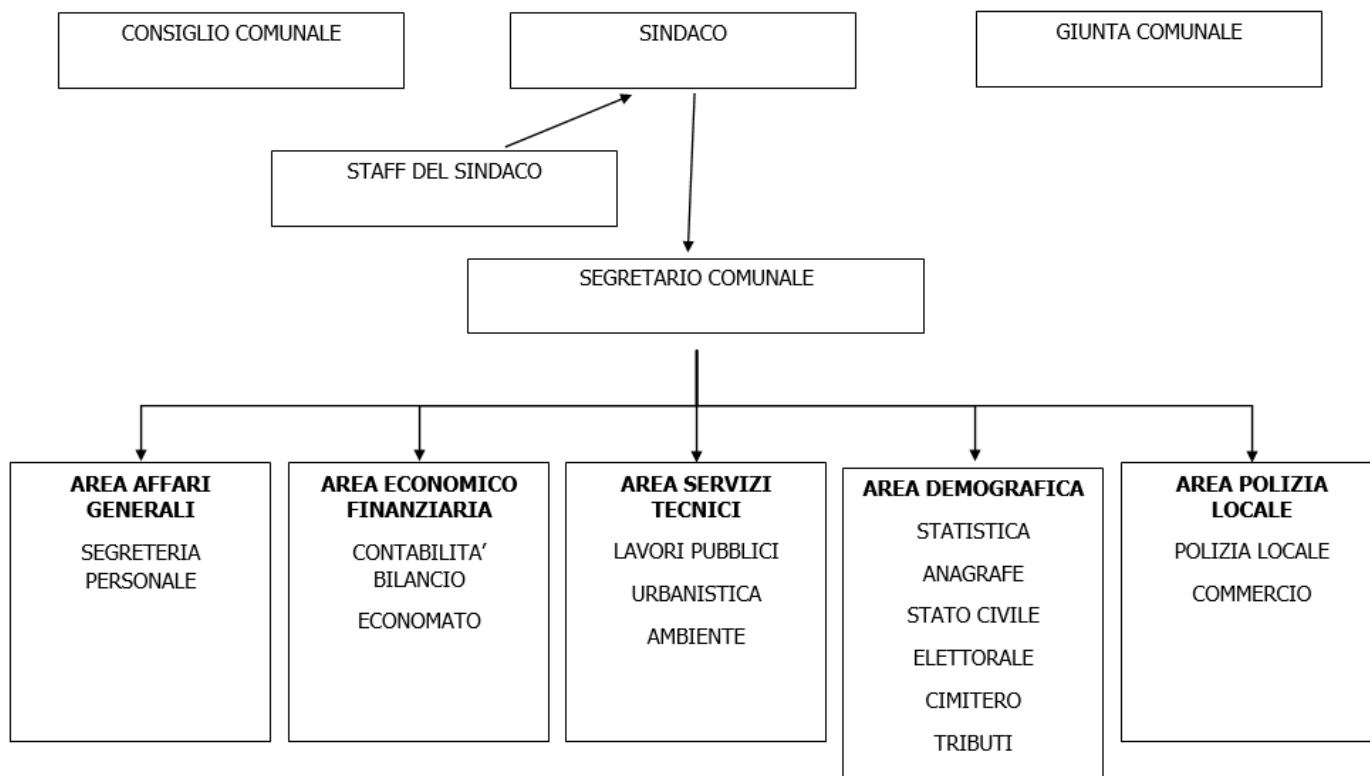 CONSIGLIO COMUNALE
SINDACO
GIUNTA COMUNALE
STAFF DEL SINDACO
SEGRETARIO COMUNALE
AREA AFFARI
GENERALI
SEGRETERIA
PERSONALE
AREA ECONOMICO
FINANZIARIA
CONTABILITA’
BILANCIO
ECONOMATO
AREA SERVIZI
TECNICI
LAVORI PUBBLICI
URBANISTICA
AMBIENTE
AREA DEMOGRAFICA
STATISTICA
ANAGRAFE
STATO CIVILE
ELETTORALE
CIMITERO
TRIBUTI
AREA POLIZIA
LOCALE
POLIZIA LOCALE
COMMERCIO